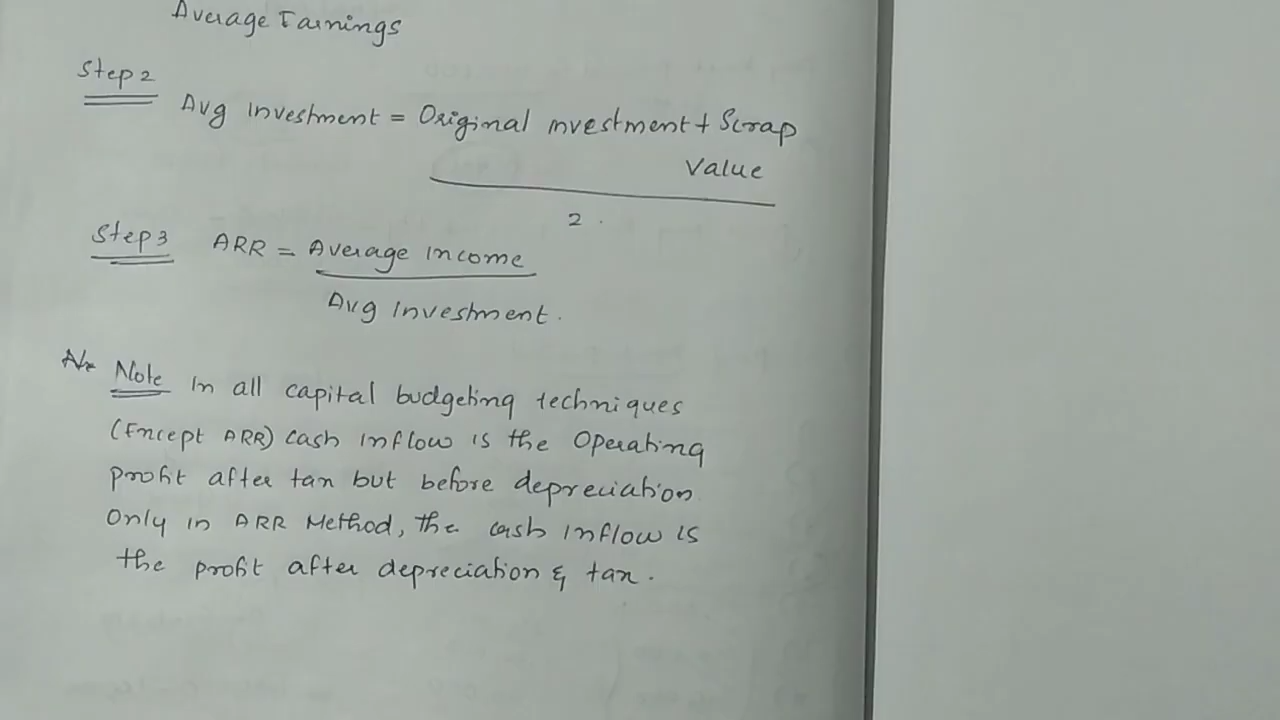 Average Earnings
Step 2
Avg investment = Original investment + Scrap
Value
2
Step 3 ARR = Average income
Avg investment.
Note In all capital budgeting techniques
(Except ARR) cash inflow is the Operating
profit after tax but before depreciation
Only in ARR Method, the cash inflow is
the profit after depreciation & tax.